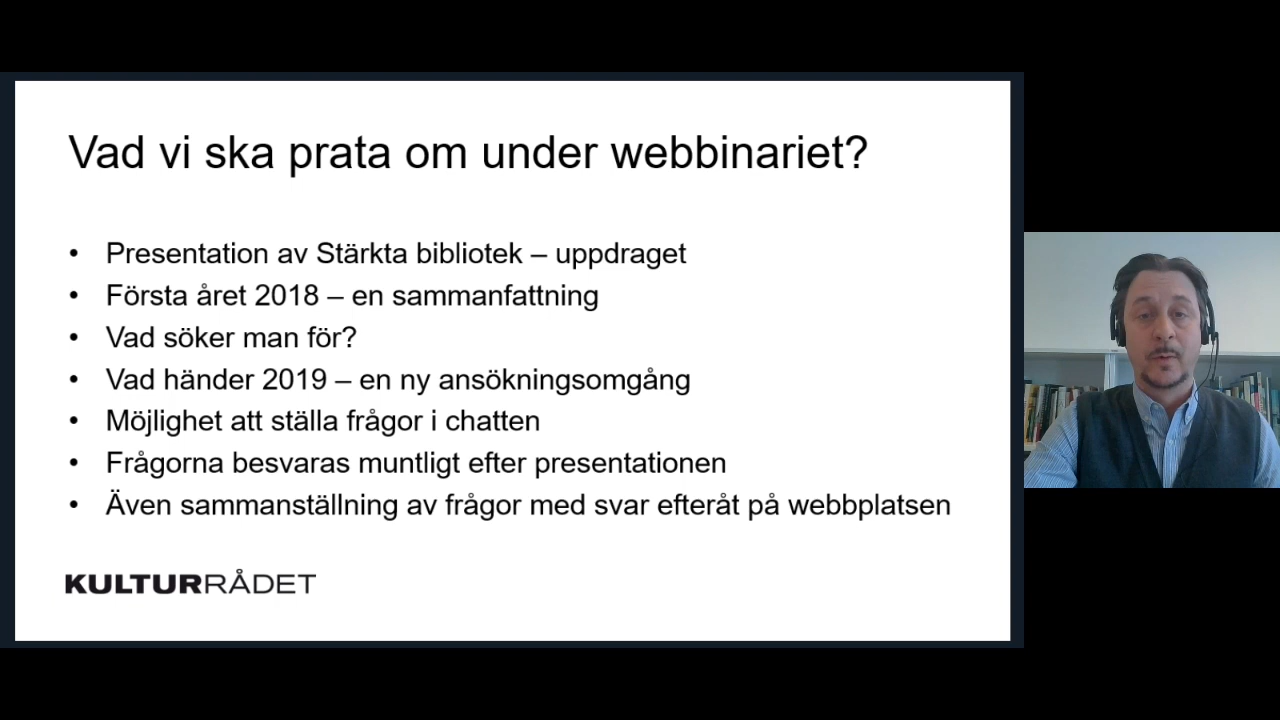 Vad vi ska prata om under webbinariet?
• Presentation av Stärkta bibliotek – uppdraget
• Första året 2018 – en sammanfattning
• Vad söker man för?
• Vad händer 2019 – en ny ansökningsomgång
• Möjlighet att ställa frågor i chatten
• Frågorna besvaras muntligt efter presentationen
• Även sammanställning av frågor med svar efteråt på webbplatsen
KULTURRÅDET